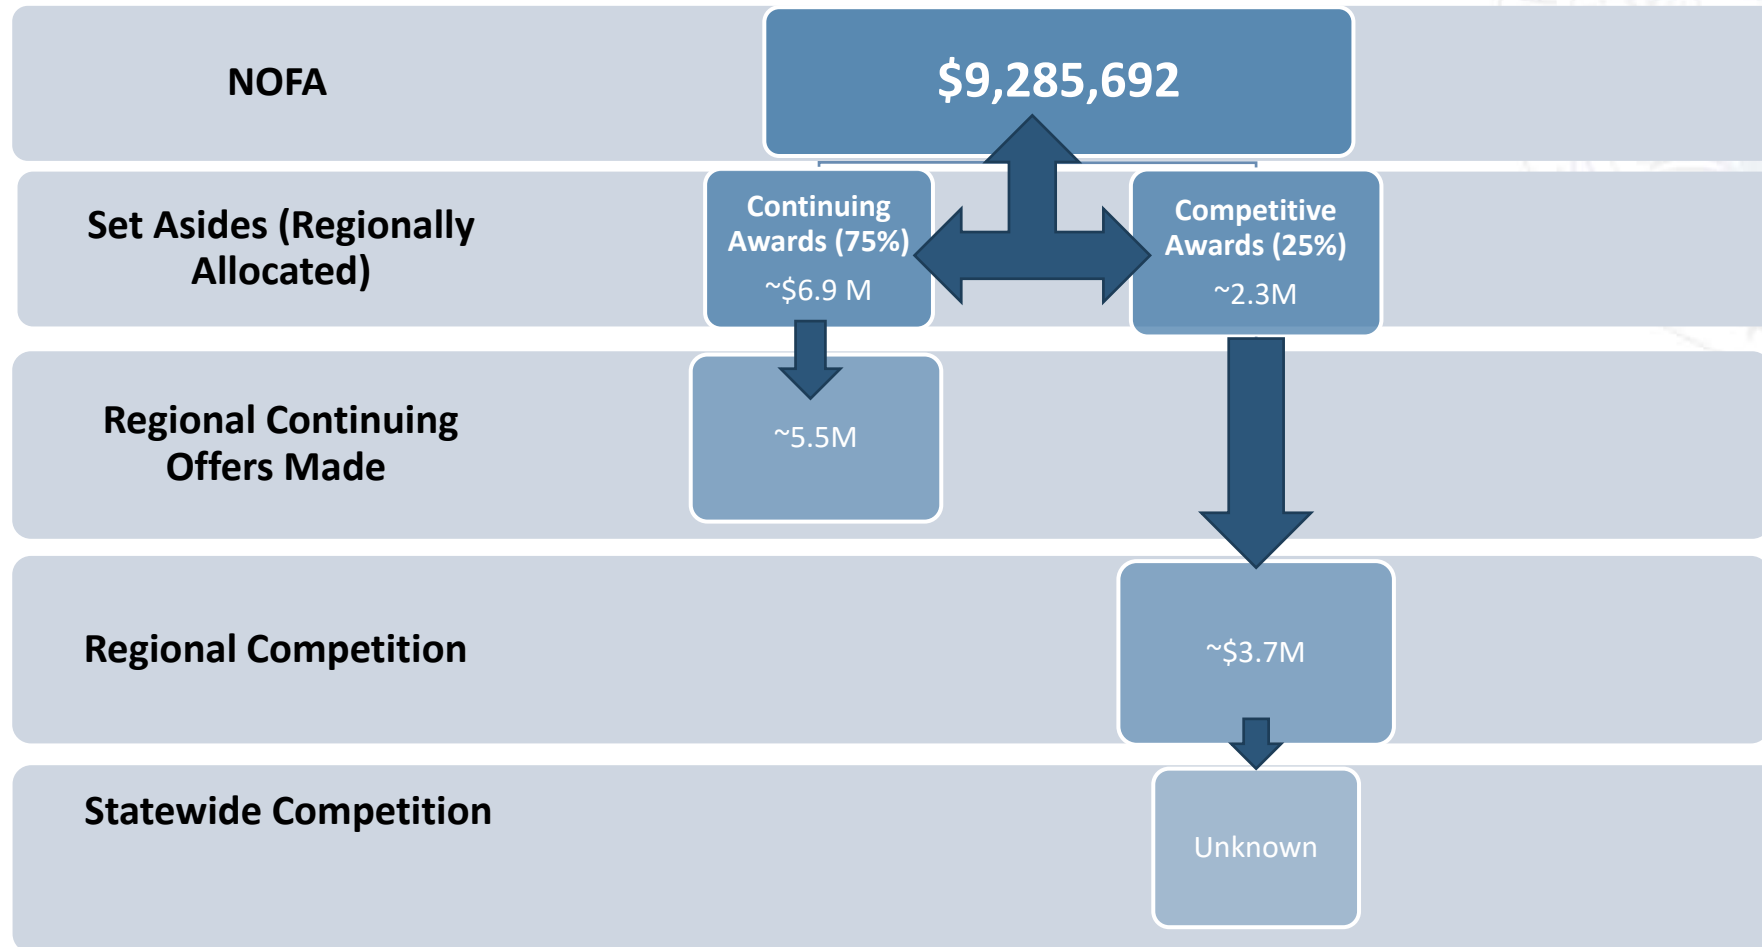 NOFA
$9,285,692
Set Asides (Regionally
Allocated)
Continuing
Awards (75%)
~$6.9 M
Competitive
Awards (25%)
~2.3M
Regional Continuing
Offers Made
~5.5M
Regional Competition
~$3.7M
Statewide Competition
Unknown